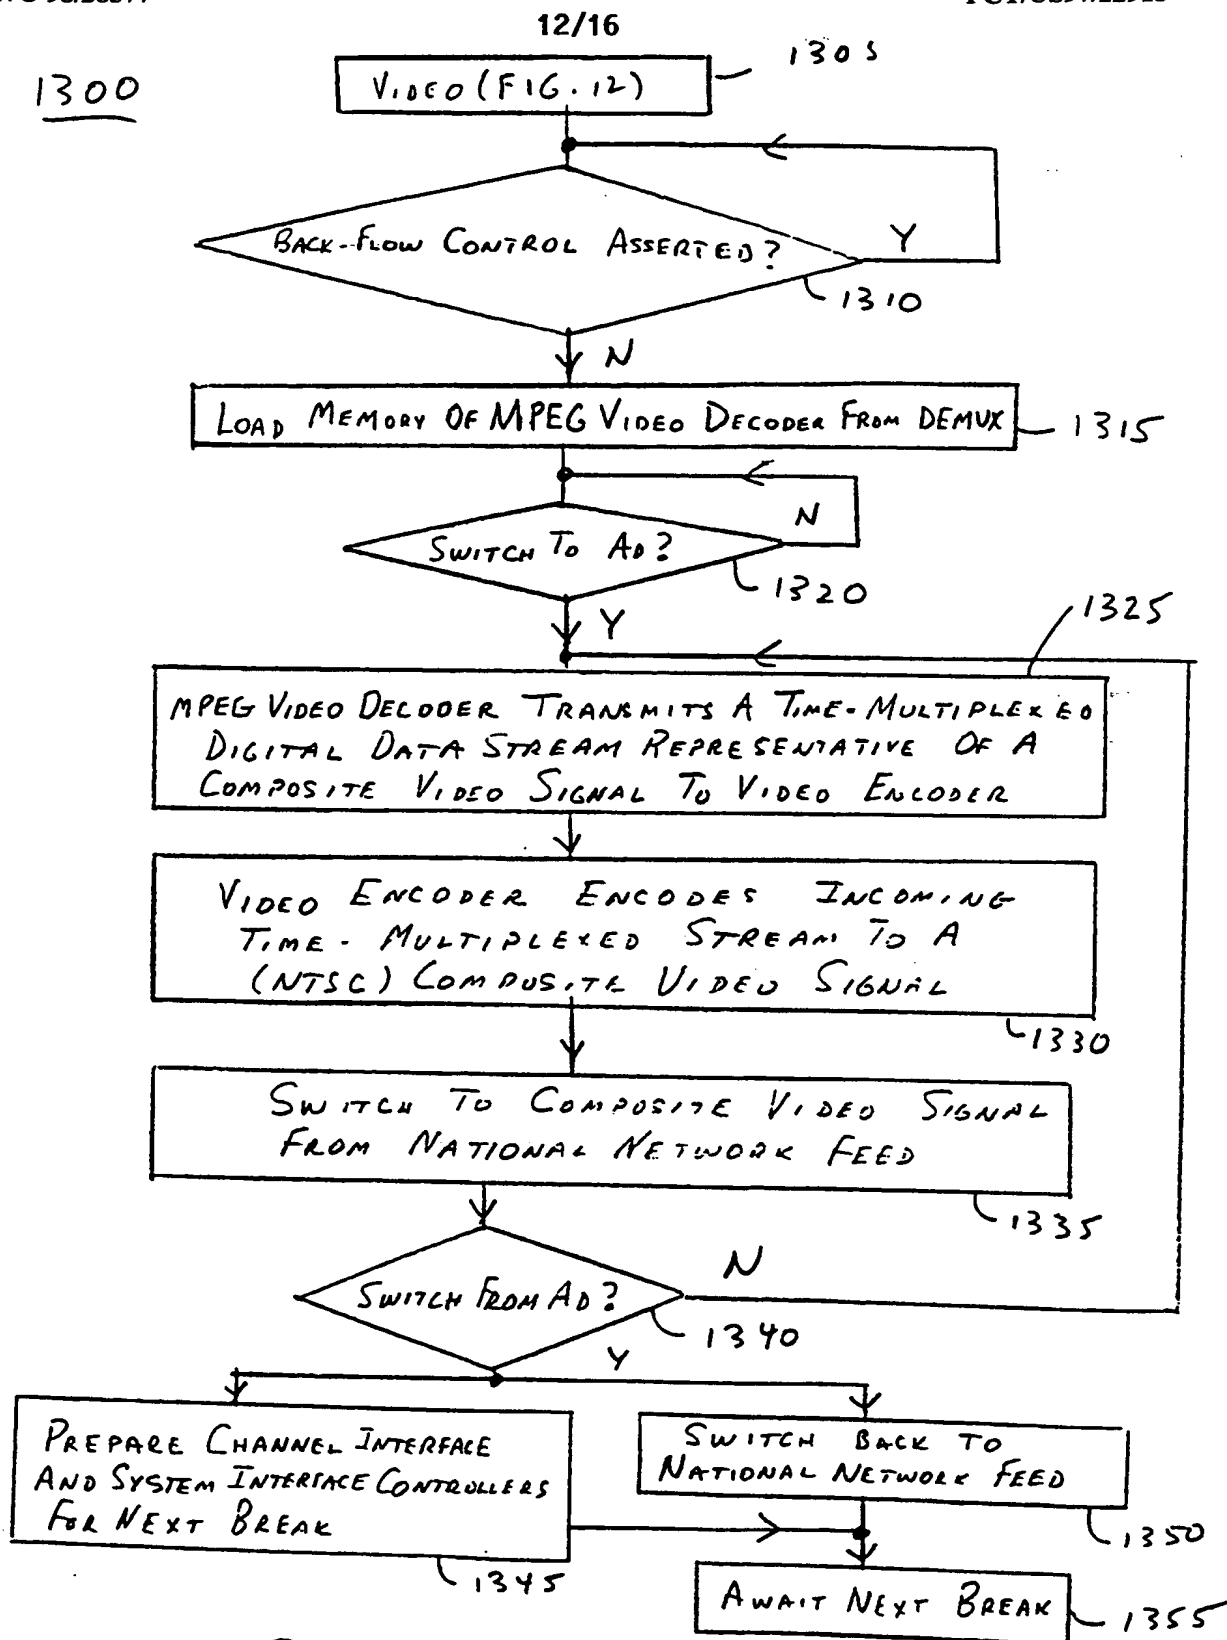 12/16
1300
VIDEO (FIG. 12)
1305
BACK-FLOW CONTROL ASSERTED?
Y
1310
N
LOAD MEMORY OF MPEG VIDEO DECODER FROM DEMUX
1315
N
SWITCH TO AD?
1320
Y
1325
MPEG VIDEO DECODER TRANSMITS A TIME-MULTIPLEXED
DIGITAL DATA STREAM REPRESENTATIVE OF A
COMPOSITE VIDEO SIGNAL TO VIDEO ENCODER
VIDEO ENCODER ENCODES INCOMING
TIME-MULTIPLEXED STREAM TO A
(NTSC) COMPOSITE VIDEO SIGNAL
1330
SWITCH TO COMPOSITE VIDEO SIGNAL
FROM NATIONAL NETWORK FEED
1335
N
SWITCH FROM AD?
1340
Y
PREPARE CHANNEL INTERFACE
AND SYSTEM INTERFACE CONTROLLERS
FOR NEXT BREAK
1345
SWITCH BACK TO
NATIONAL NETWORK FEED
1350
AWAIT NEXT BREAK
1355